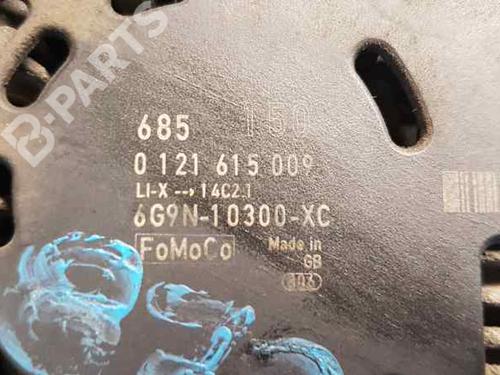 B-PARTS
685 150
0 121 615 009
LI-X --› 14C2.1
6G9N-10300-XC
FoMoCo
Made in
GB